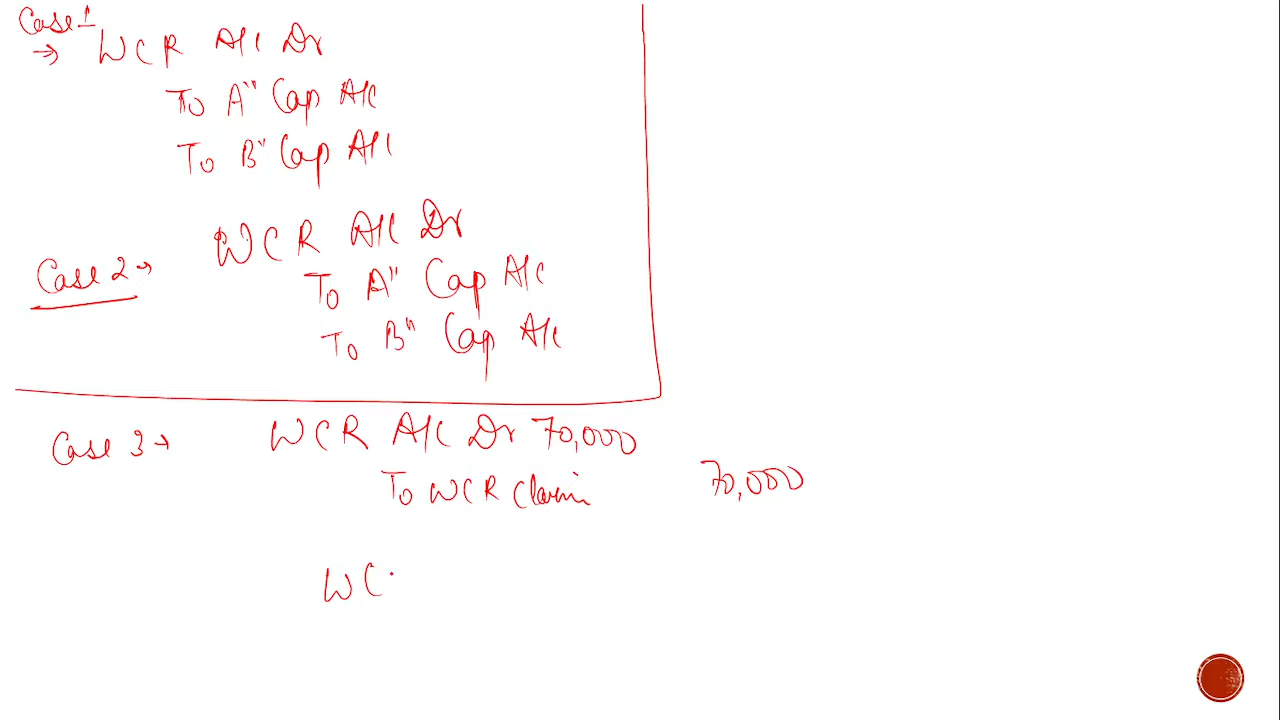 Case 1
→ WCR A/c Dr
To A" Cap A/c
To B" Cap A/c
Case 2 → WCR A/c Dr
To A" Cap A/c
To B" Cap A/c
Case 3 → WCR A/c Dr 70,000
To WCR Claim 70,000
WC